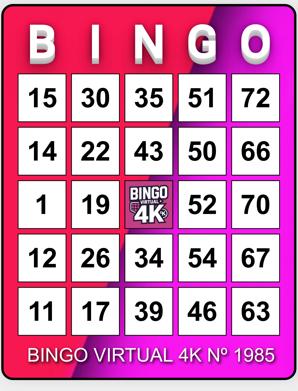 BINGO
15 30 35 51 72
14 22 43 50 66
1 19 BINGO VIRTUAL 4K 52 70
12 26 34 54 67
11 17 39 46 63
BINGO VIRTUAL 4K Nº 1985